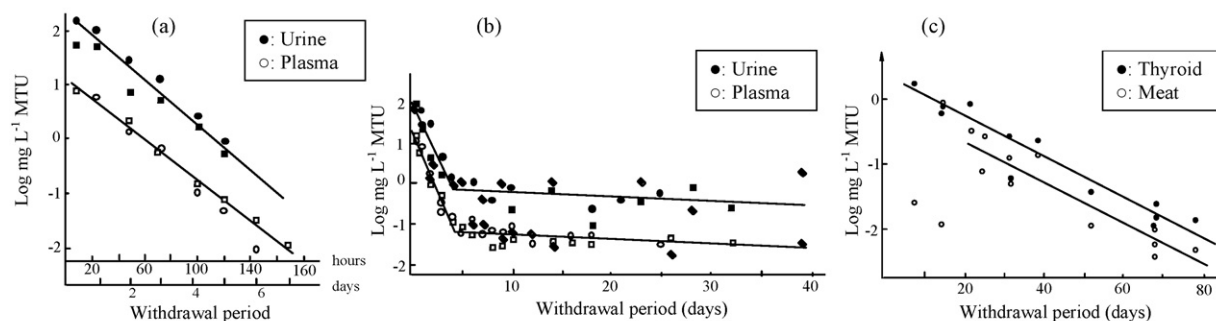 (a)
●: Urine
○: Plasma
Log mg L⁻¹ MTU
2
1
0
-1
-2
20 60 100 160 hours
2 4 6 days
Withdrawal period
(b)
●: Urine
○: Plasma
Log mg L⁻¹ MTU
2
1
0
-1
-2
10 20 30 40
Withdrawal period (days)
(c)
●: Thyroid
○: Meat
Log mg L⁻¹ MTU
0
-1
-2
20 40 60 80
Withdrawal period (days)